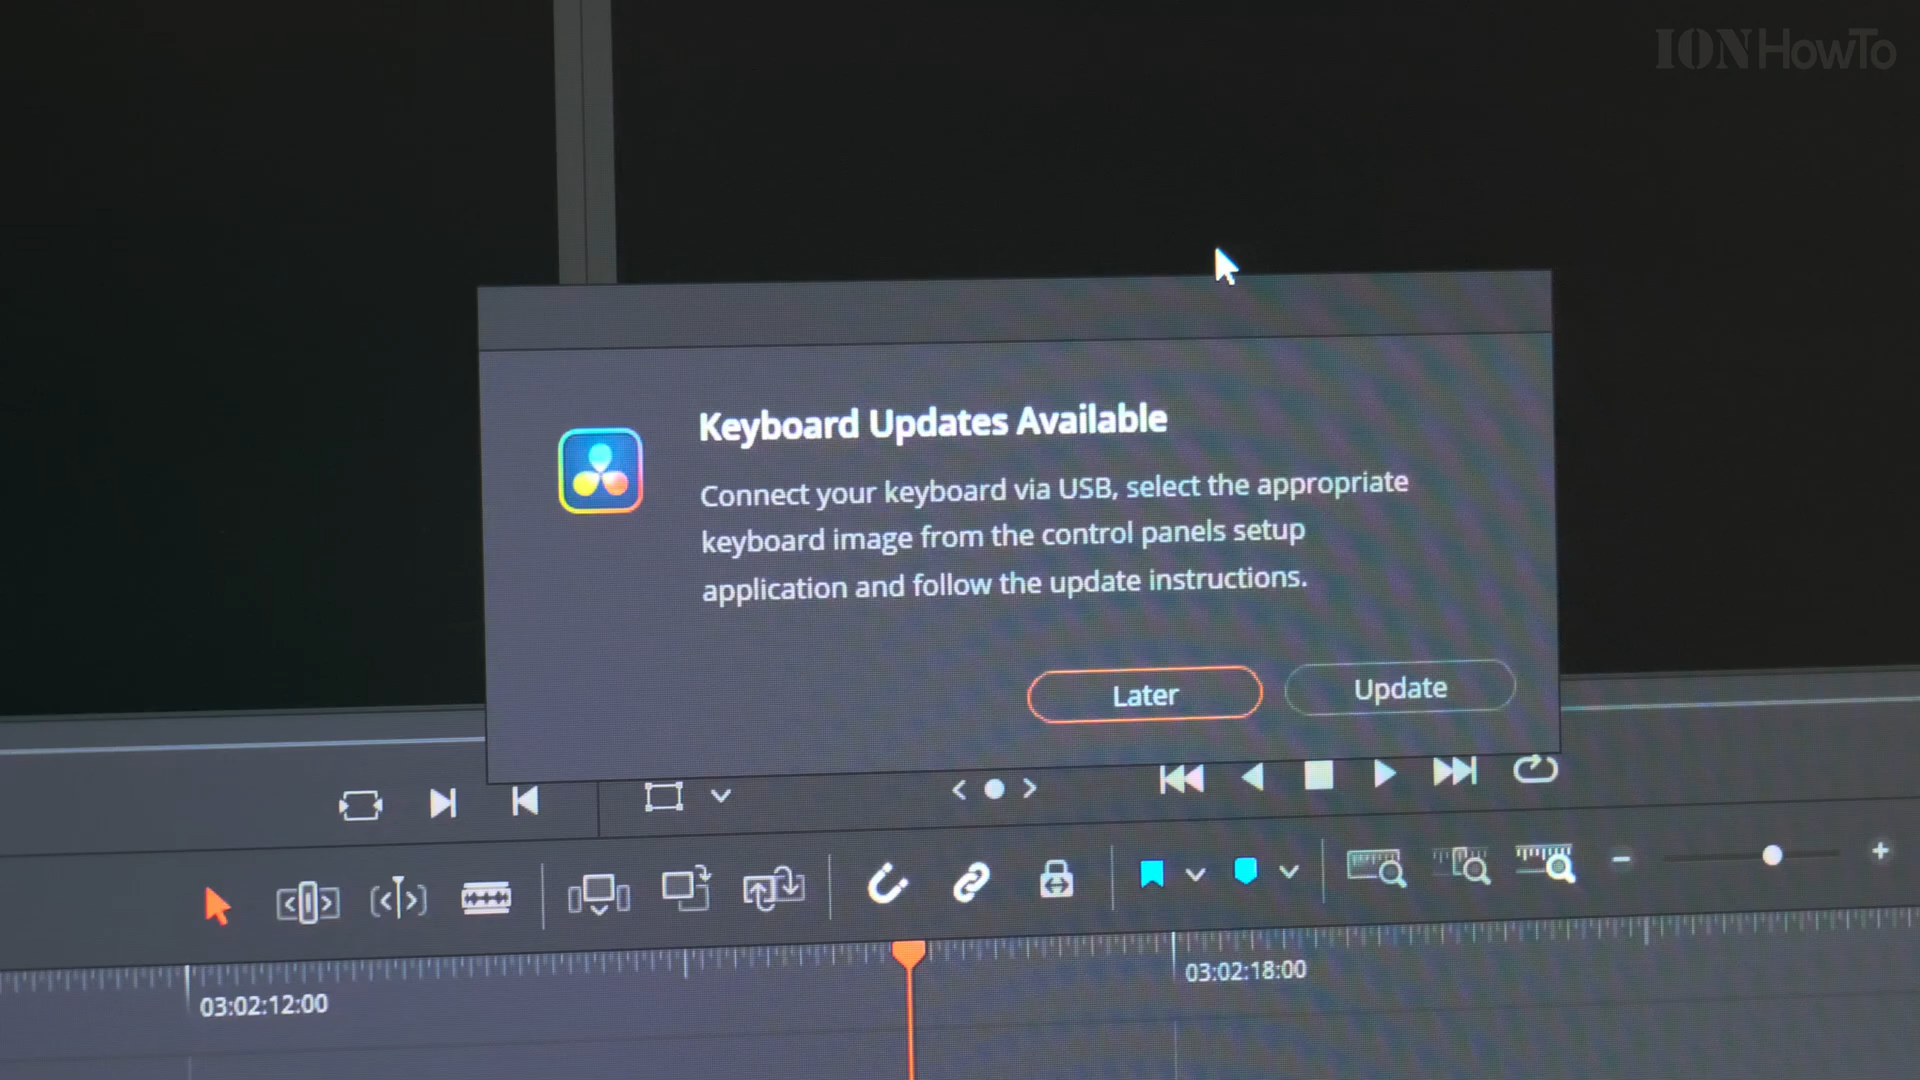 IONHowTo
Keyboard Updates Available
Connect your keyboard via USB, select the appropriate
keyboard image from the control panels setup
application and follow the update instructions.
Later
Update
03:02:12:00
03:02:18:00